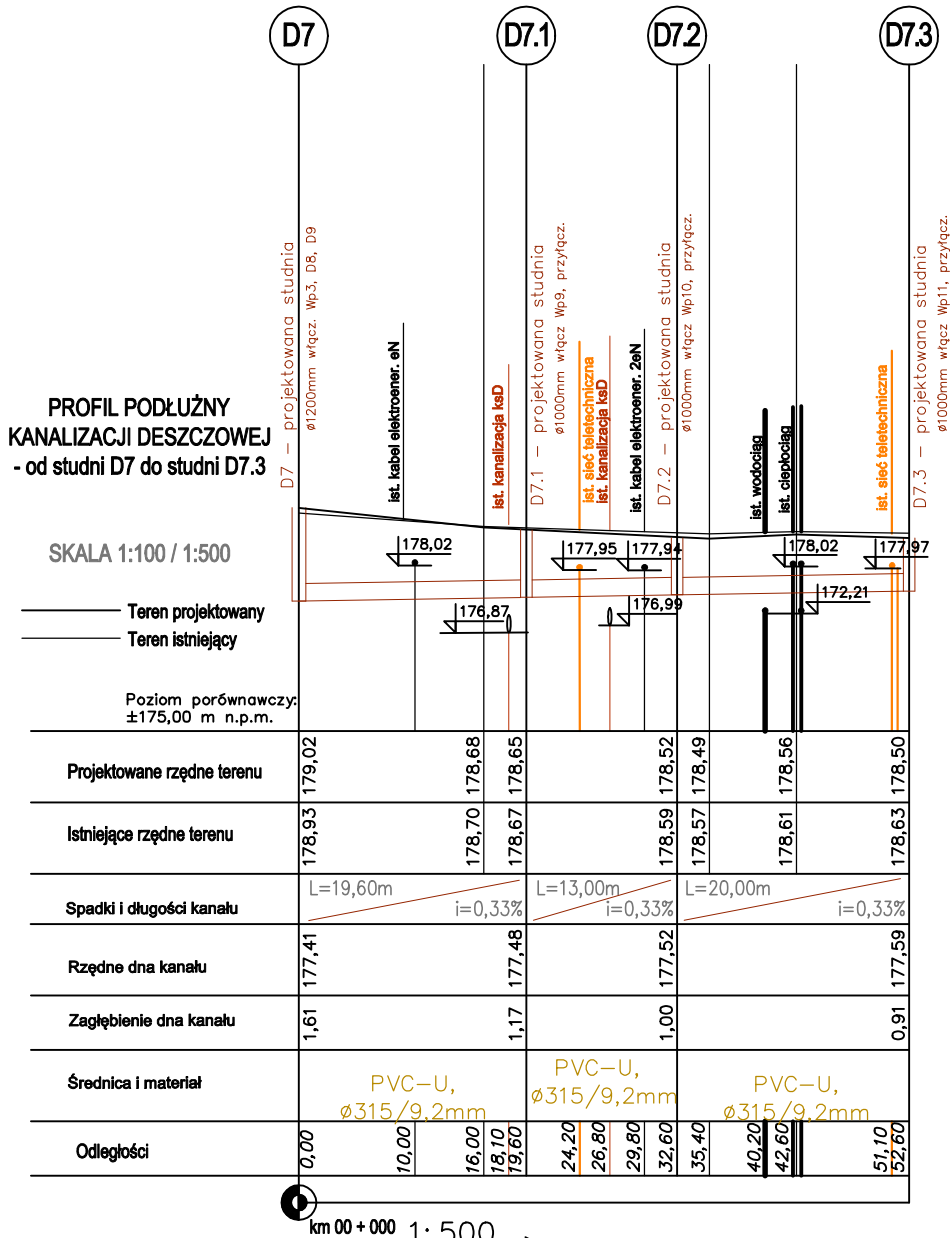 D7
D7.1
D7.2
D7.3
D7 – projektowana studnia
ø1200mm włącz. Wp3, D8, D9
ist. kabel elektroener. eN
ist. kanalizacja ksD
D7.1 – projektowana studnia
ø1000mm włącz Wp9, przyłącz.
ist. sieć teletechniczna
ist. kanalizacja ksD
ist. kabel elektroener. 2eN
D7.2 – projektowana studnia
ø1000mm włącz Wp10, przyłącz.
ist. wodociąg
ist. ciepłociąg
ist. sieć teletechniczna
D7.3 – projektowana studnia
ø1000mm włącz Wp11, przyłącz.
PROFIL PODŁUŻNY
KANALIZACJI DESZCZOWEJ
- od studni D7 do studni D7.3
SKALA 1:100 / 1:500
Teren projektowany
Teren istniejący
178,02
177,95
177,94
178,02
177,97
176,87
176,99
172,21
Poziom porównawczy:
±175,00 m n.p.m.
Projektowane rzędne terenu
179,02 178,68 178,65 178,52 178,49 178,56 178,50
Istniejące rzędne terenu
178,93 178,70 178,67 178,59 178,57 178,61 178,63
Spadki i długości kanału
L=19,60m i=0,33% L=13,00m i=0,33% L=20,00m i=0,33%
Rzędne dna kanału
177,41 177,48 177,52 177,59
Zagłębienie dna kanału
1,61 1,17 1,00 0,91
Średnica i materiał
PVC–U,
ø315/9,2mm
PVC–U,
ø315/9,2mm
PVC–U,
ø315/9,2mm
Odległości
0,00 10,00 16,00 18,10 19,60 24,20 26,80 29,80 32,60 35,40 40,20 42,60 51,10 52,60
km 00 + 000 1: 500